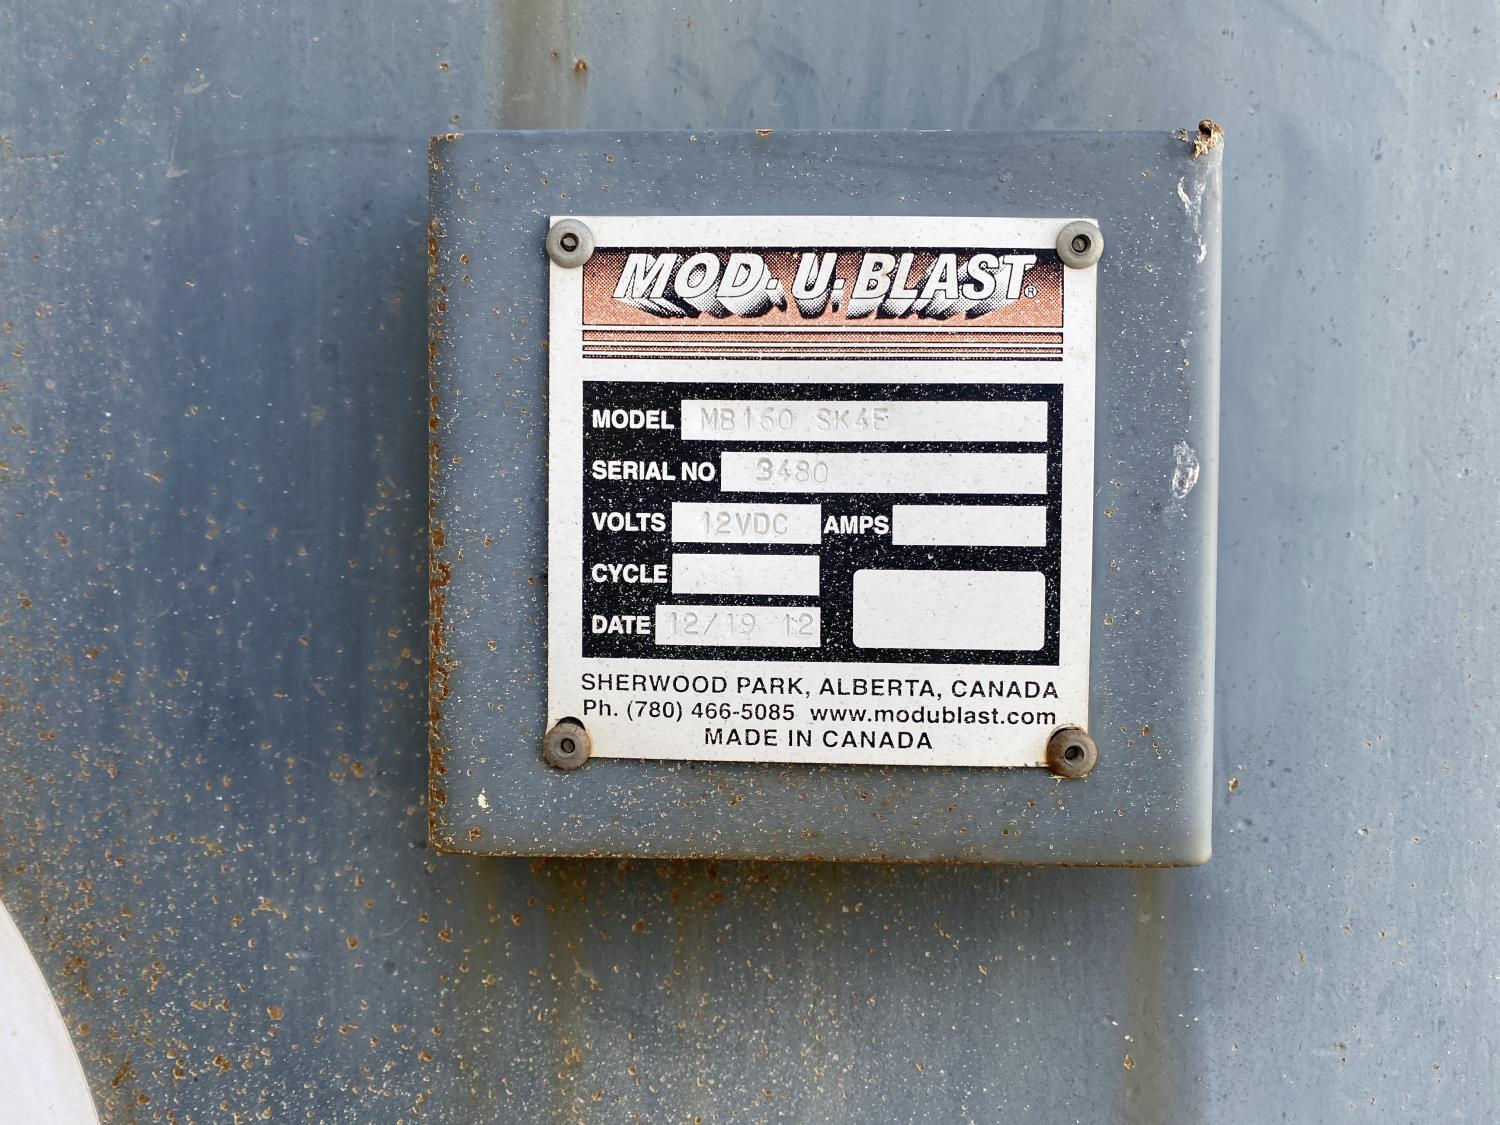 MOD·U·BLAST®
MODEL MB160 SK4E
SERIAL NO 3480
VOLTS 12VDC AMPS
CYCLE
DATE 12/19 12
SHERWOOD PARK, ALBERTA, CANADA
Ph. (780) 466-5085 www.modublast.com
MADE IN CANADA